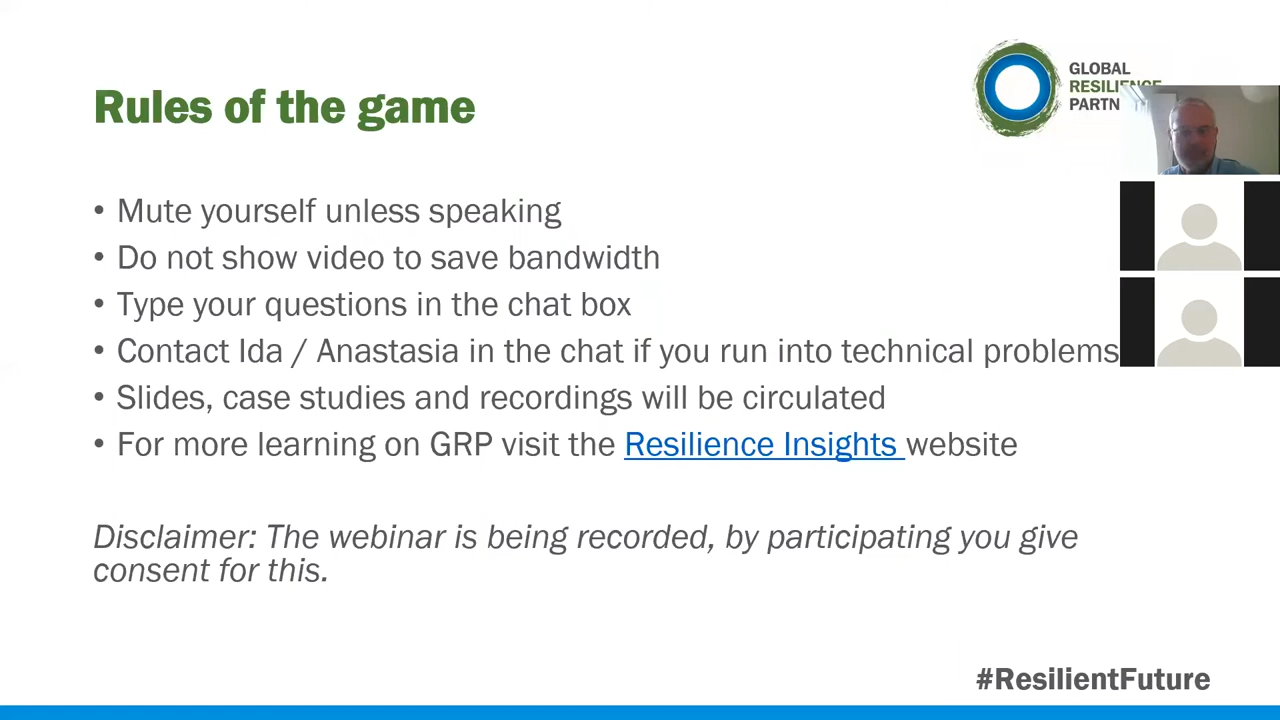 Rules of the game
GLOBAL
RESILIENCE
PARTN
• Mute yourself unless speaking
• Do not show video to save bandwidth
• Type your questions in the chat box
• Contact Ida / Anastasia in the chat if you run into technical problems
• Slides, case studies and recordings will be circulated
• For more learning on GRP visit the Resilience Insights website
Disclaimer: The webinar is being recorded, by participating you give
consent for this.
#ResilientFuture